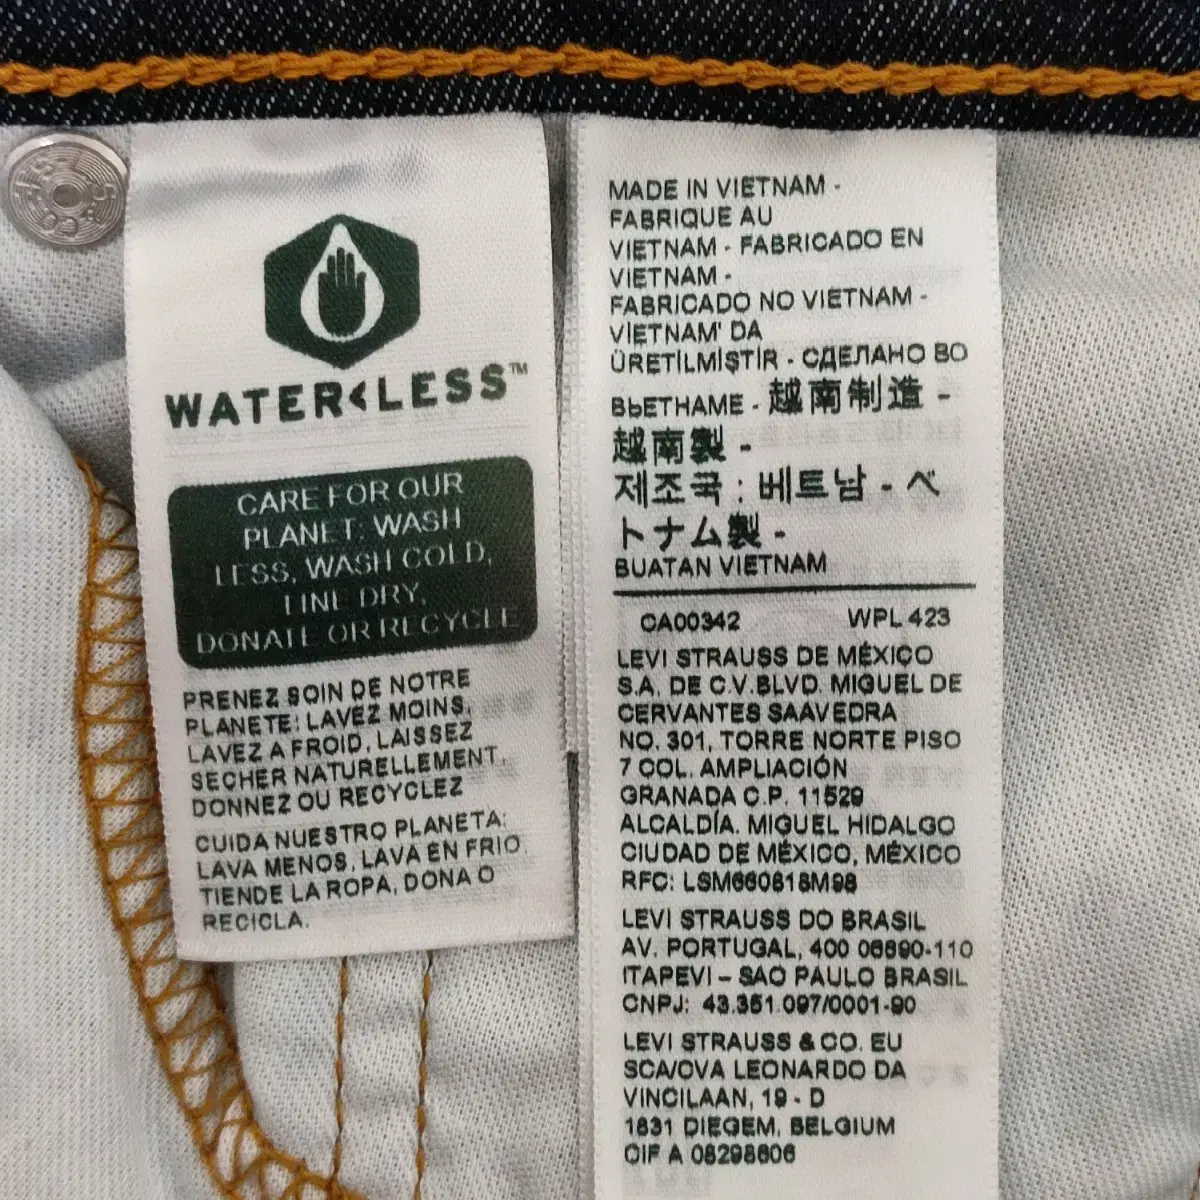 WATER<LESS™
CARE FOR OUR
PLANET: WASH
LESS, WASH COLD,
LINE DRY,
DONATE OR RECYCLE
PRENEZ SOIN DE NOTRE
PLANETE: LAVEZ MOINS,
LAVEZ A FROID, LAISSEZ
SECHER NATURELLEMENT,
DONNEZ OU RECYCLEZ
CUIDA NUESTRO PLANETA:
LAVA MENOS, LAVA EN FRIO
TIENDE LA ROPA, DONA O
RECICLA.
MADE IN VIETNAM -
FABRIQUE AU
VIETNAM - FABRICADO EN
VIETNAM -
FABRICADO NO VIETNAM -
VİETNAM' DA
ÜRETİLMİŞTİR - СДЕЛАНО ВО
ВЬЕТНАМЕ - 越南制造 -
越南製 -
제조국 : 베트남 - ベ
トナム製 -
BUATAN VIETNAM
CA00342 WPL 423
LEVI STRAUSS DE MÉXICO
S.A. DE C.V.BLVD. MIGUEL DE
CERVANTES SAAVEDRA
NO. 301, TORRE NORTE PISO
7 COL. AMPLIACIÓN
GRANADA C.P. 11529
ALCALDÍA. MIGUEL HIDALGO
CIUDAD DE MÉXICO, MÉXICO
RFC: LSM660818M98
LEVI STRAUSS DO BRASIL
AV. PORTUGAL, 400 06690-110
ITAPEVI – SAO PAULO BRASIL
CNPJ: 43.351.097/0001-90
LEVI STRAUSS & CO. EU
SCA/OVA LEONARDO DA
VINCILAAN, 19 - D
1831 DIEGEM, BELGIUM
CIF A 08298606